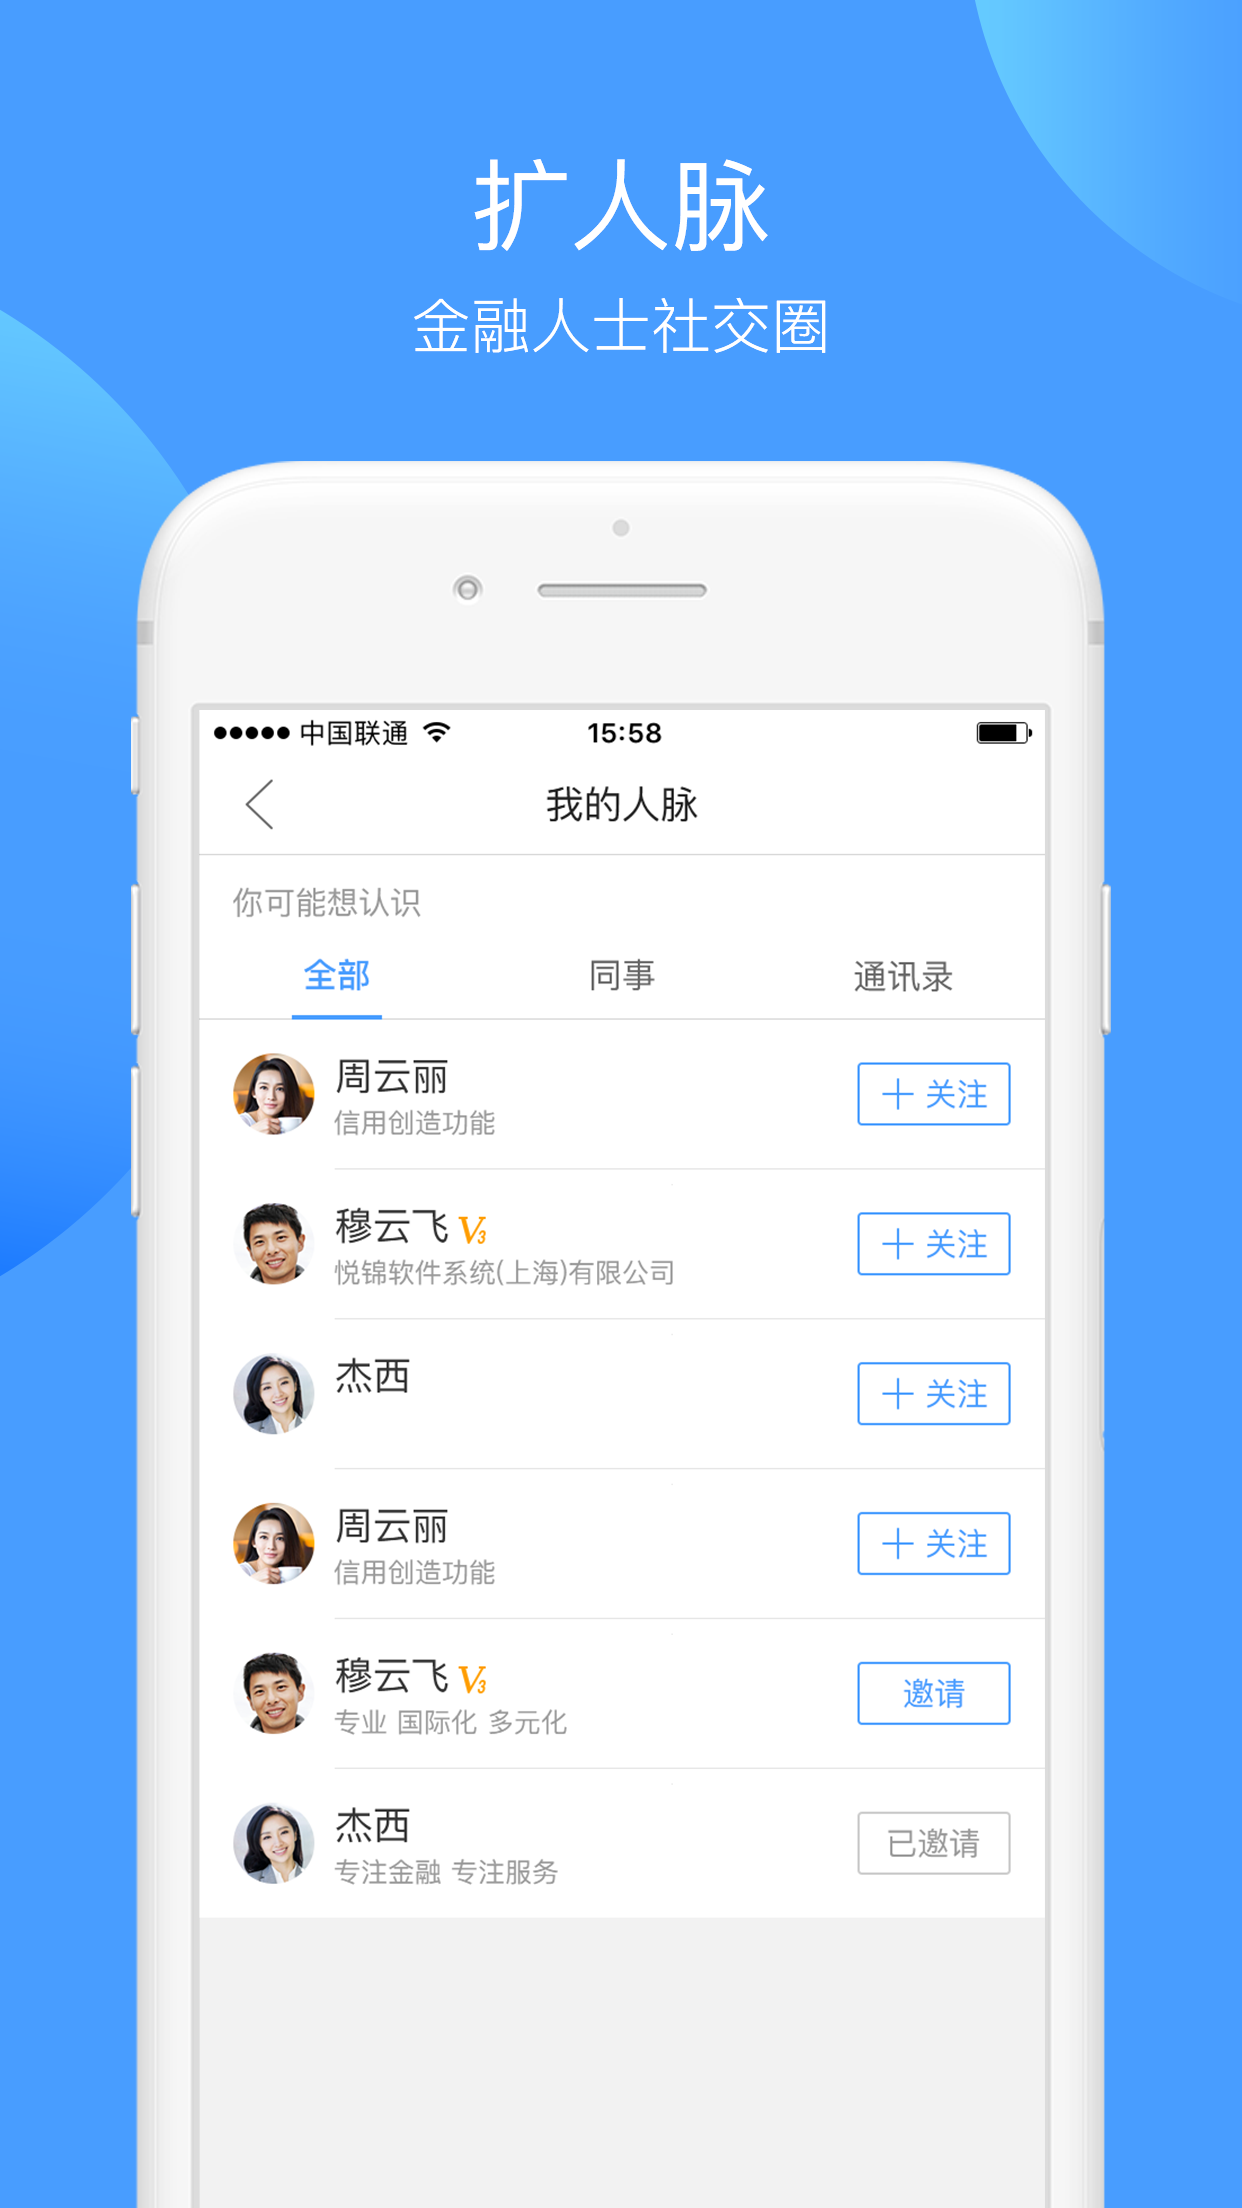 扩人脉
金融人士社交圈
中国联通 15:58
我的人脉
你可能想认识
全部 同事 通讯录
周云丽
信用创造功能
＋ 关注
穆云飞 V3
悦锦软件系统(上海)有限公司
＋ 关注
杰西
＋ 关注
周云丽
信用创造功能
＋ 关注
穆云飞 V3
专业 国际化 多元化
邀请
杰西
专注金融 专注服务
已邀请